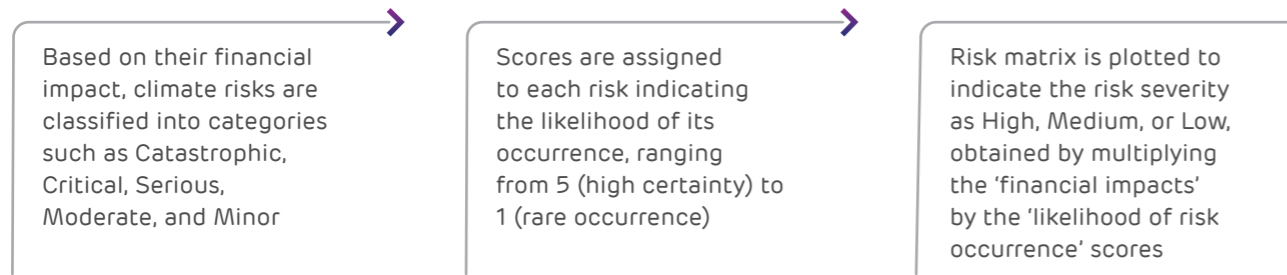 Based on their financial
impact, climate risks are
classified into categories
such as Catastrophic,
Critical, Serious,
Moderate, and Minor
Scores are assigned
to each risk indicating
the likelihood of its
occurrence, ranging
from 5 (high certainty) to
1 (rare occurrence)
Risk matrix is plotted to
indicate the risk severity
as High, Medium, or Low,
obtained by multiplying
the ‘financial impacts’
by the ‘likelihood of risk
occurrence’ scores